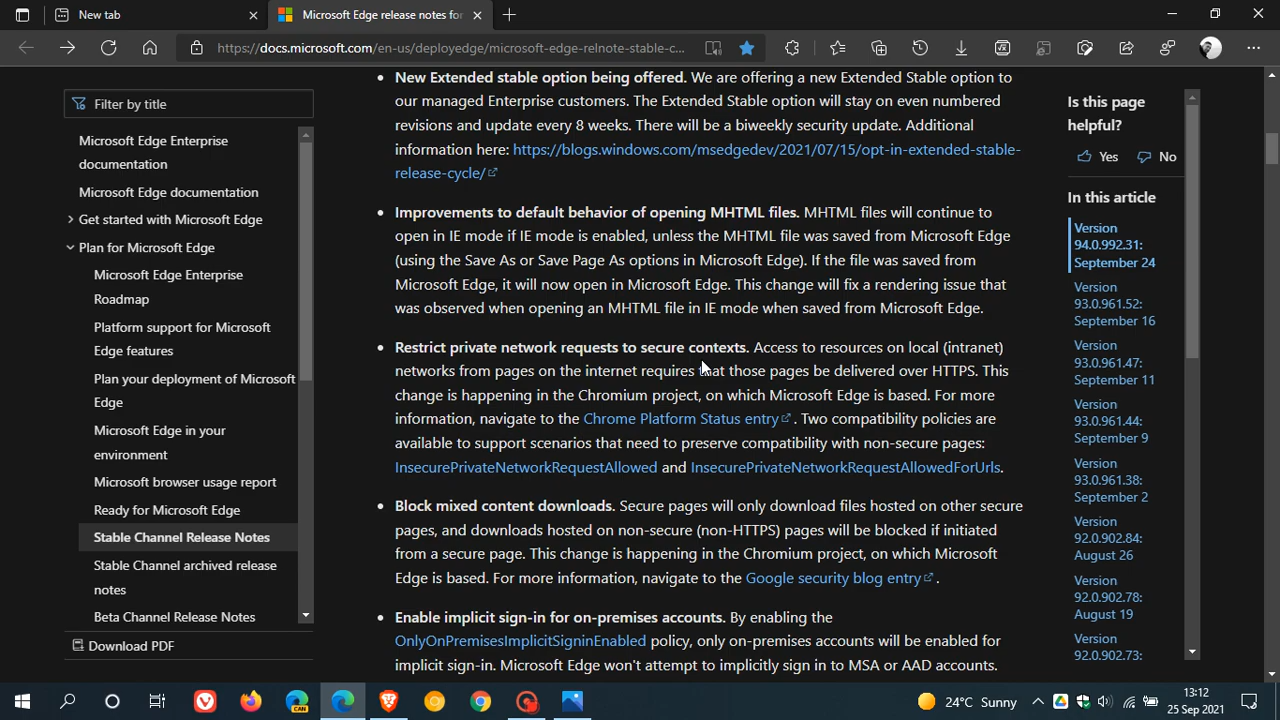 New tab
Microsoft Edge release notes for
https://docs.microsoft.com/en-us/deployedge/microsoft-edge-relnote-stable-c...
Filter by title
Microsoft Edge Enterprise
documentation
Microsoft Edge documentation
Get started with Microsoft Edge
Plan for Microsoft Edge
Microsoft Edge Enterprise
Roadmap
Platform support for Microsoft
Edge features
Plan your deployment of Microsoft
Edge
Microsoft Edge in your
environment
Microsoft browser usage report
Ready for Microsoft Edge
Stable Channel Release Notes
Stable Channel archived release
notes
Beta Channel Release Notes
Download PDF
• New Extended stable option being offered. We are offering a new Extended Stable option to
our managed Enterprise customers. The Extended Stable option will stay on even numbered
revisions and update every 8 weeks. There will be a biweekly security update. Additional
information here: https://blogs.windows.com/msedgedev/2021/07/15/opt-in-extended-stable-
release-cycle/
• Improvements to default behavior of opening MHTML files. MHTML files will continue to
open in IE mode if IE mode is enabled, unless the MHTML file was saved from Microsoft Edge
(using the Save As or Save Page As options in Microsoft Edge). If the file was saved from
Microsoft Edge, it will now open in Microsoft Edge. This change will fix a rendering issue that
was observed when opening an MHTML file in IE mode when saved from Microsoft Edge.
• Restrict private network requests to secure contexts. Access to resources on local (intranet)
networks from pages on the internet requires that those pages be delivered over HTTPS. This
change is happening in the Chromium project, on which Microsoft Edge is based. For more
information, navigate to the Chrome Platform Status entry . Two compatibility policies are
available to support scenarios that need to preserve compatibility with non-secure pages:
InsecurePrivateNetworkRequestAllowed and InsecurePrivateNetworkRequestAllowedForUrls.
• Block mixed content downloads. Secure pages will only download files hosted on other secure
pages, and downloads hosted on non-secure (non-HTTPS) pages will be blocked if initiated
from a secure page. This change is happening in the Chromium project, on which Microsoft
Edge is based. For more information, navigate to the Google security blog entry .
• Enable implicit sign-in for on-premises accounts. By enabling the
OnlyOnPremisesImplicitSigninEnabled policy, only on-premises accounts will be enabled for
implicit sign-in. Microsoft Edge won't attempt to implicitly sign in to MSA or AAD accounts.
Is this page
helpful?
Yes No
In this article
Version
94.0.992.31:
September 24
Version
93.0.961.52:
September 16
Version
93.0.961.47:
September 11
Version
93.0.961.44:
September 9
Version
93.0.961.38:
September 2
Version
92.0.902.84:
August 26
Version
92.0.902.78:
August 19
Version
92.0.902.73:
CAN
24°C Sunny
13:12
25 Sep 2021